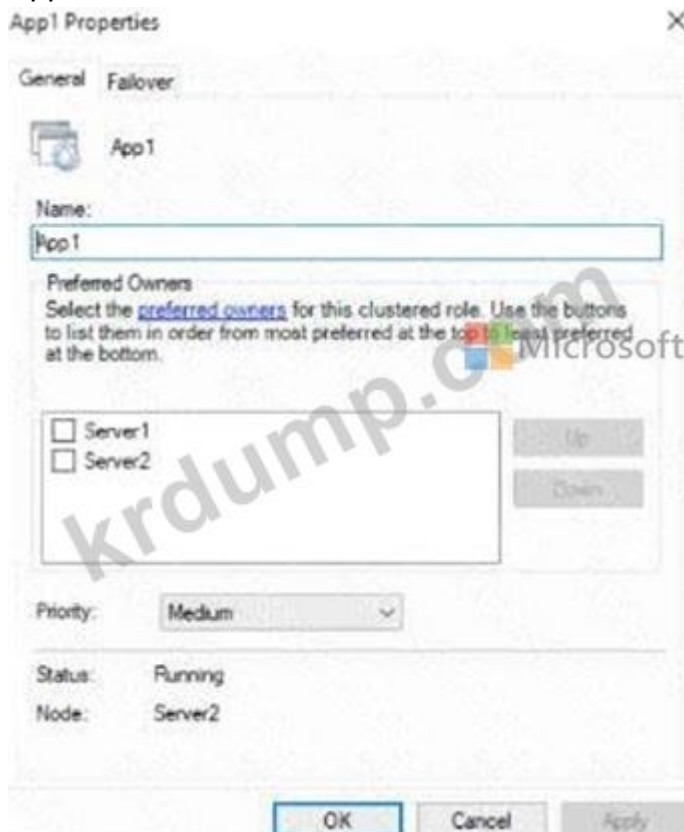 App1 Properties
General Failover
App1
Name:
App1
Preferred Owners
Select the preferred owners for this clustered role. Use the buttons
to list them in order from most preferred at the top to least preferred
at the bottom.
Microsoft
Server1
Server2
Up
Down
krdump.com
Priority: Medium
Status: Running
Node: Server2
OK Cancel Apply